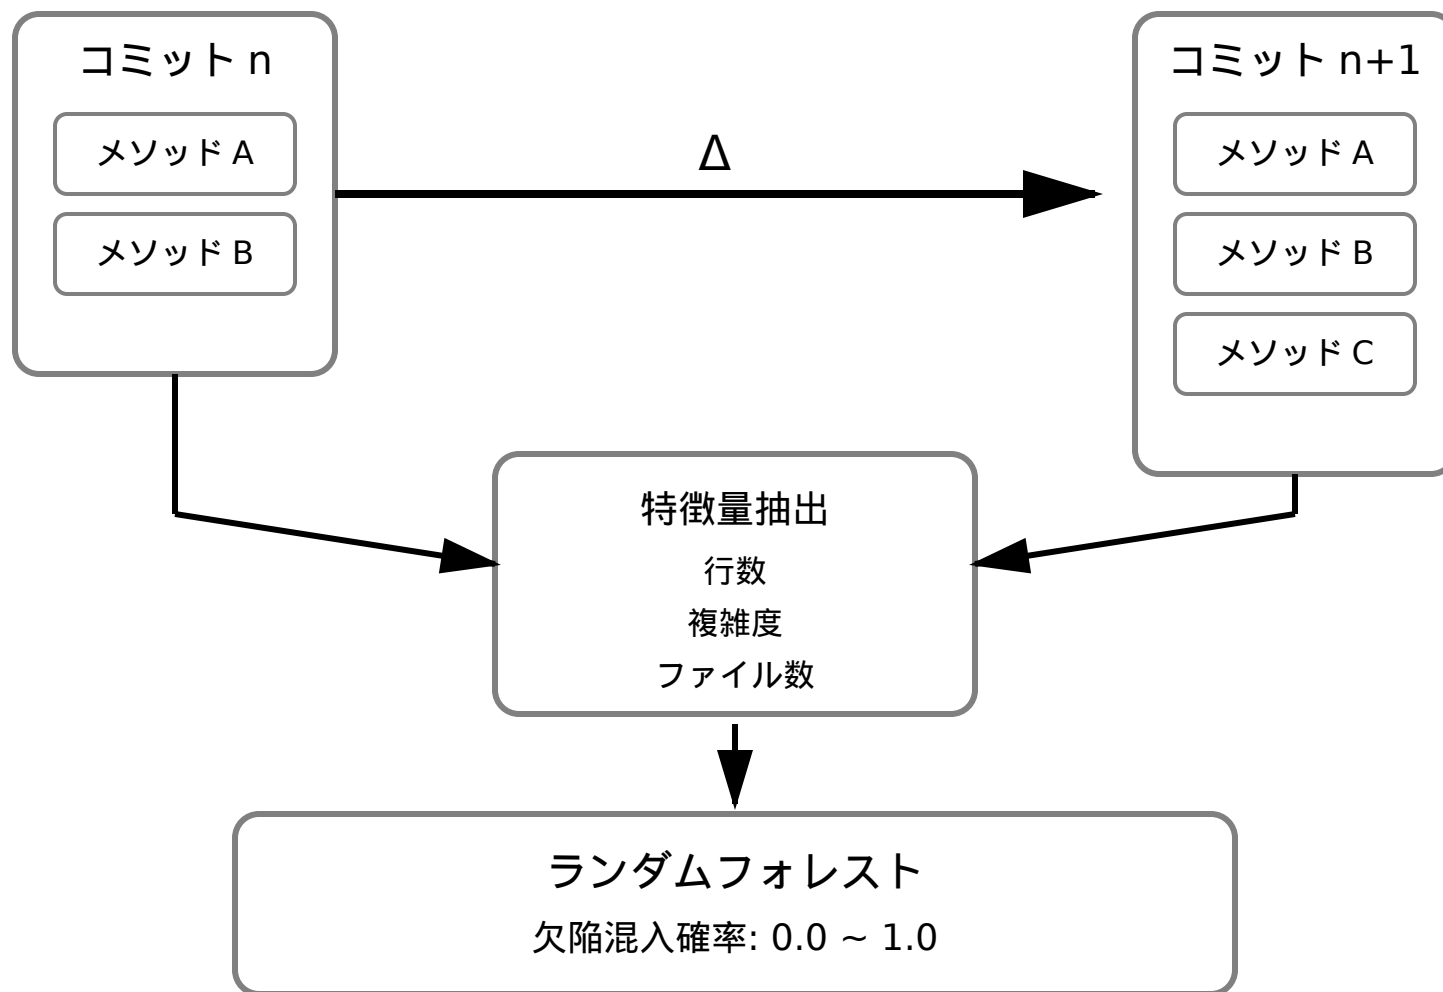 コミット n
メソッド A
メソッド B
Δ
コミット n+1
メソッド A
メソッド B
メソッド C
特徴量抽出
行数
複雑度
ファイル数
ランダムフォレスト
欠陥混入確率: 0.0 ~ 1.0